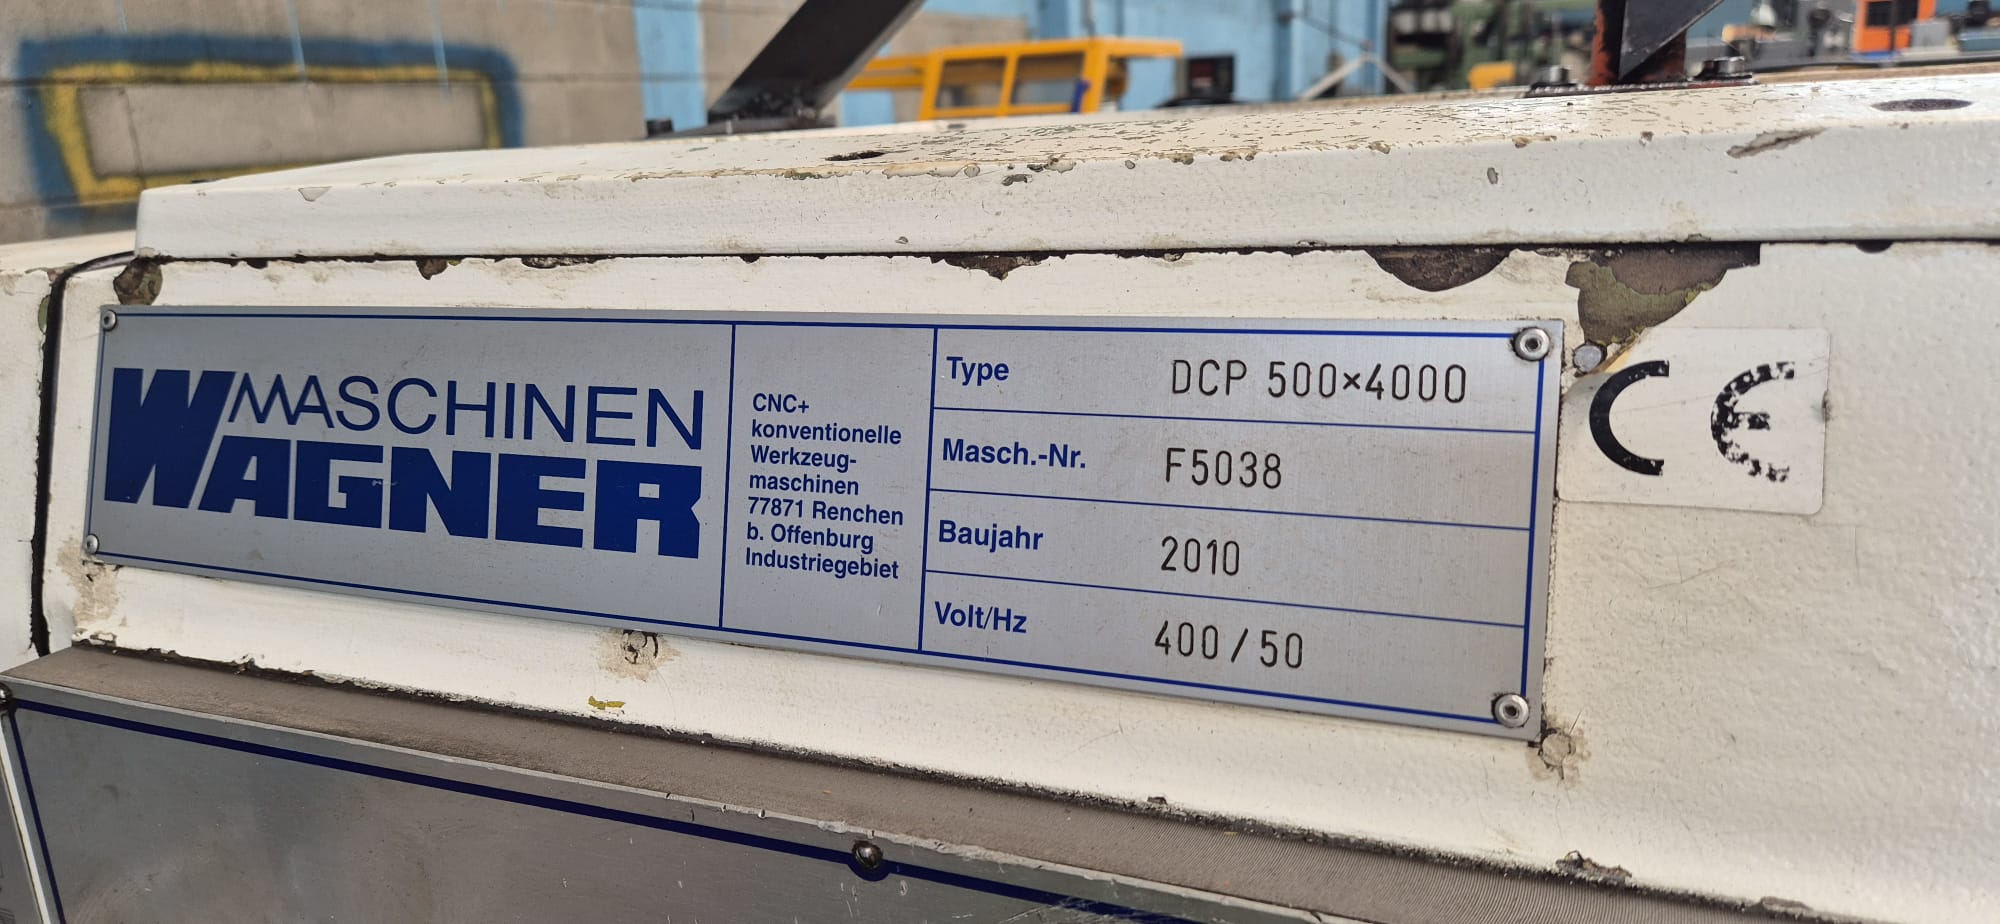 MASCHINEN
WAGNER
CNC+
konventionelle
Werkzeug-
maschinen
77871 Renchen
b. Offenburg
Industriegebiet
Type DCP 500×4000
Masch.-Nr. F5038
Baujahr 2010
Volt/Hz 400/50
CE